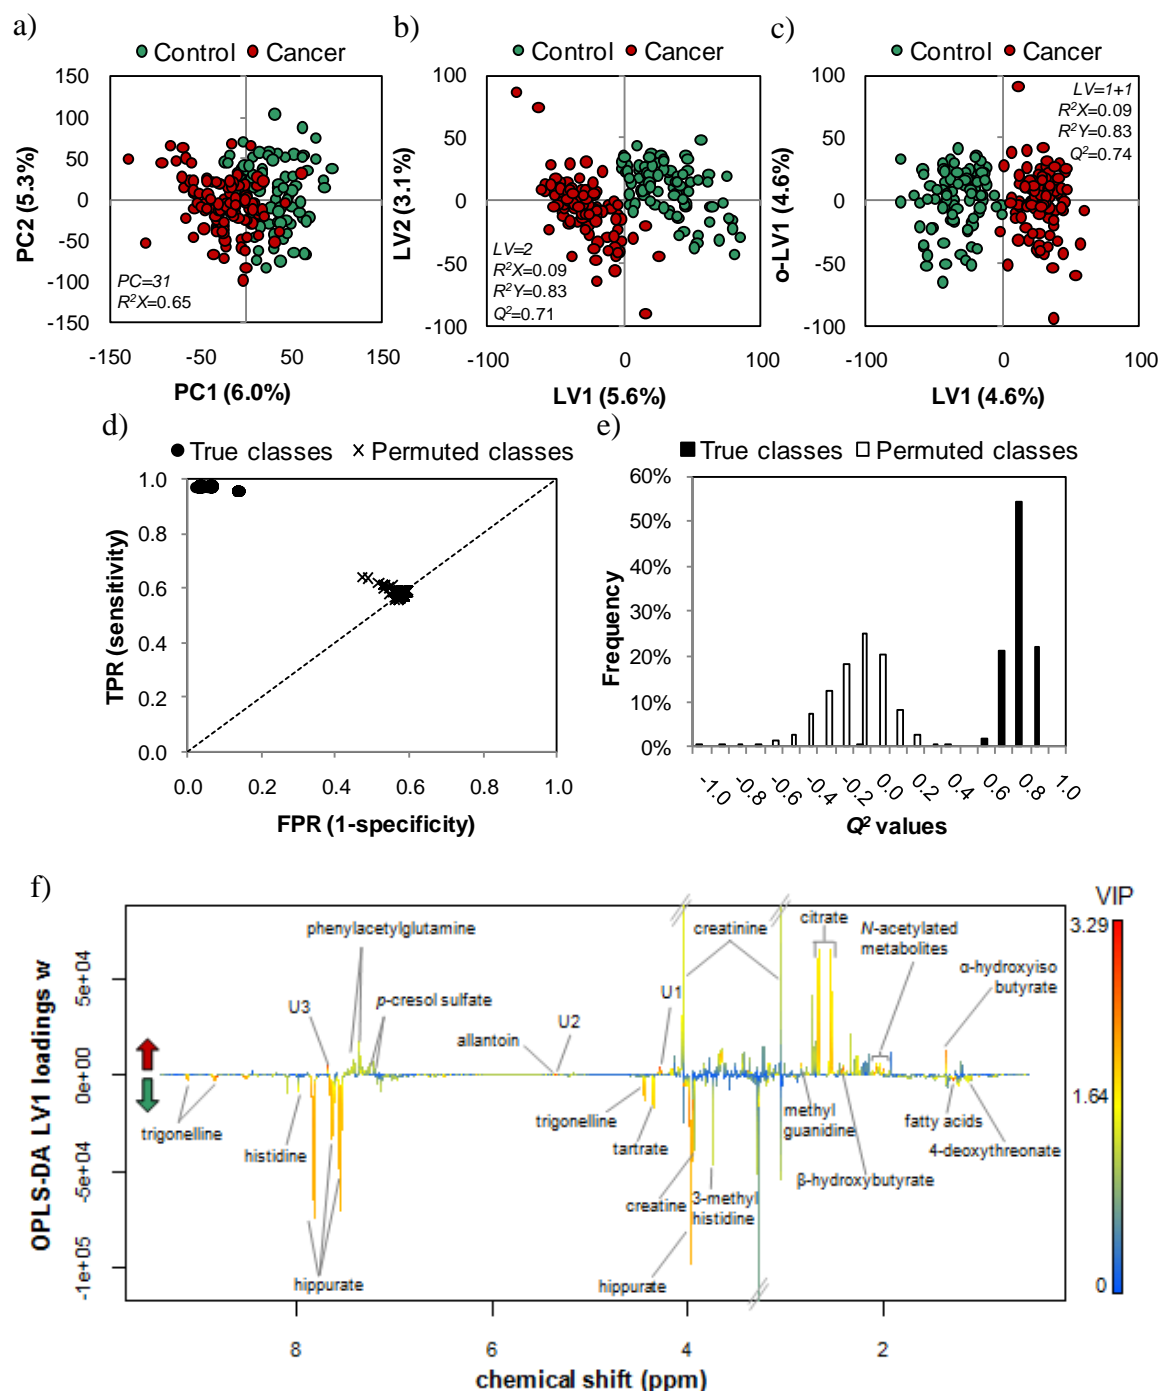 a)
Control Cancer
150
100
50
0
-50
-100
-150
PC2 (5.3%)
PC=31
R²X=0.65
-150 -50 50 150
PC1 (6.0%)
b)
Control Cancer
100
50
0
-50
-100
LV2 (3.1%)
LV=2
R²X=0.09
R²Y=0.83
Q²=0.71
-100 0 100
LV1 (5.6%)
c)
Control Cancer
100
50
0
-50
-100
o-LV1 (4.6%)
LV=1+1
R²X=0.09
R²Y=0.83
Q²=0.74
-100 0 100
LV1 (4.6%)
d)
True classes Permuted classes
1.0
0.8
0.6
0.4
0.2
0.0
TPR (sensitivity)
0.0 0.2 0.4 0.6 0.8 1.0
FPR (1-specificity)
e)
True classes Permuted classes
60%
50%
40%
30%
20%
10%
0%
Frequency
-1.0 -0.8 -0.6 -0.4 -0.2 0.0 0.2 0.4 0.6 0.8 1.0
Q² values
f)
OPLS-DA LV1 loadings w
5e+04
0e+00
-5e+04
-1e+05
phenylacetylglutamine
U3
p-cresol sulfate
allantoin
U2
U1
creatinine
citrate
N-acetylated
metabolites
α-hydroxyiso
butyrate
trigonelline
histidine
hippurate
trigonelline
tartrate
creatine
hippurate
3-methyl
histidine
methyl
guanidine
β-hydroxybutyrate
fatty acids
4-deoxythreonate
8 6 4 2
chemical shift (ppm)
VIP
3.29
1.64
0